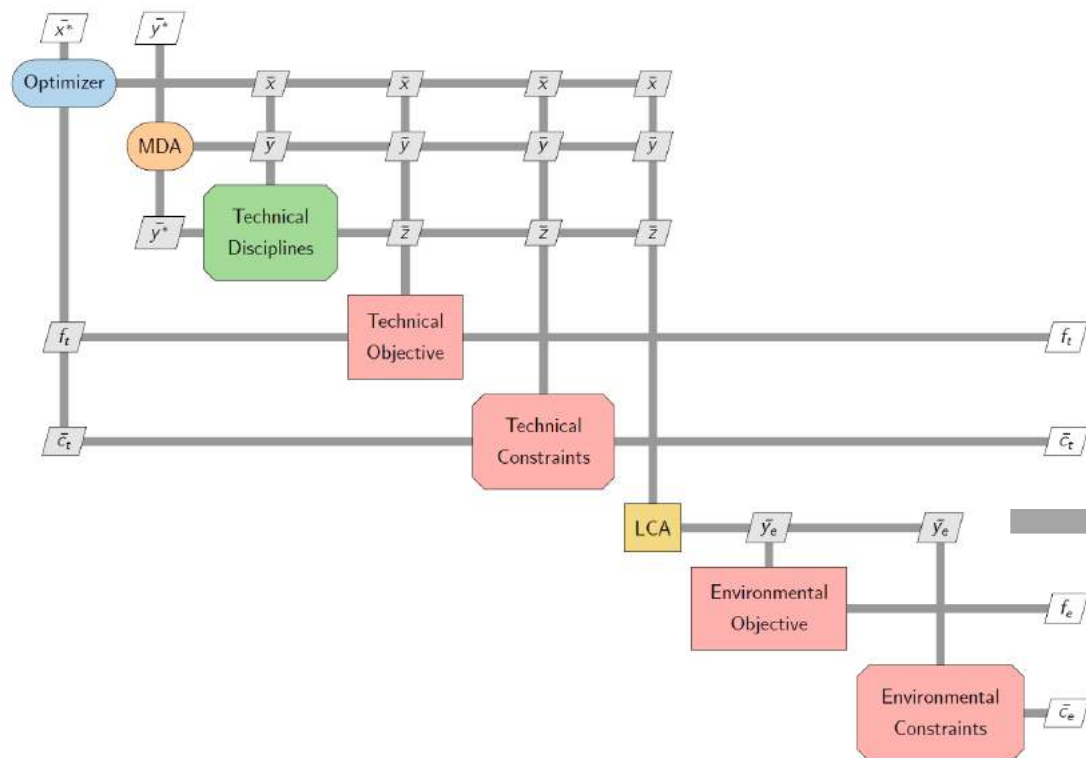 x̄* ȳ*
Optimizer x̄ x̄ x̄ x̄
MDA ȳ ȳ ȳ ȳ
ȳ* Technical
Disciplines z̄ z̄ z̄
f_t Technical
Objective f_t
c̄_t Technical
Constraints c̄_t
LCA ȳ_e ȳ_e
Environmental
Objective f_e
Environmental
Constraints c̄_e